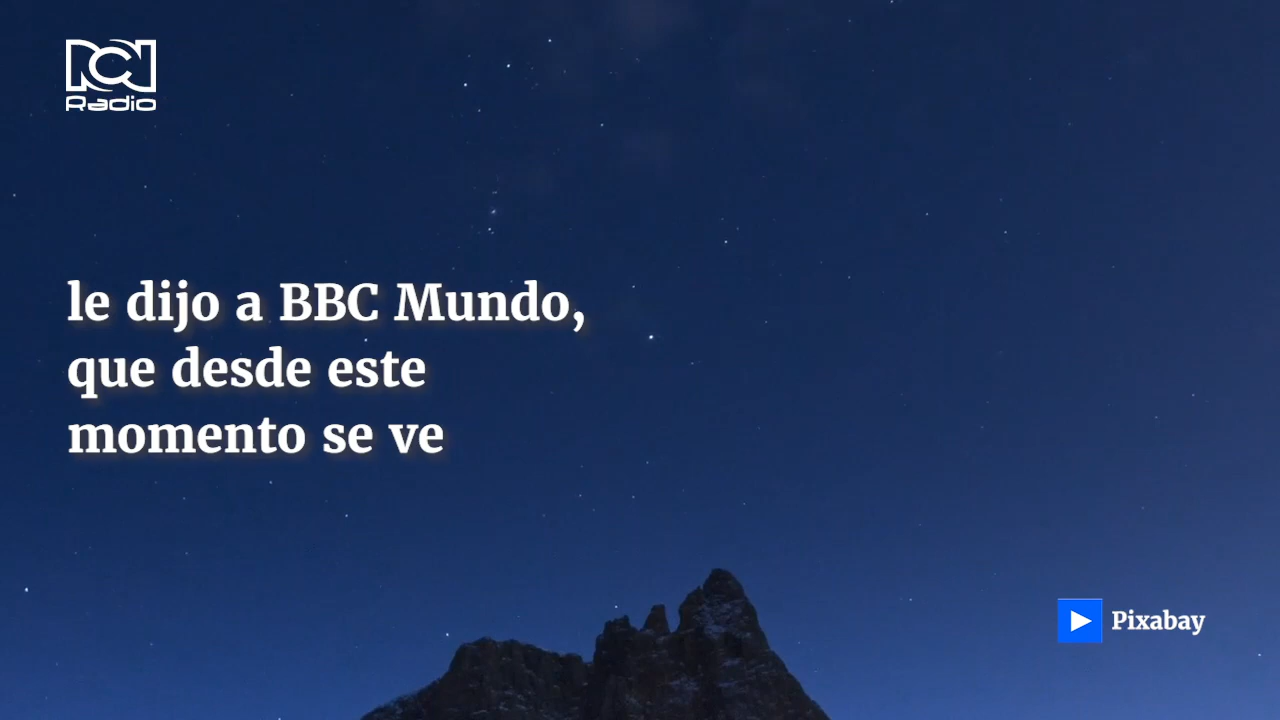 RCN
Radio
le dijo a BBC Mundo,
que desde este
momento se ve
Pixabay